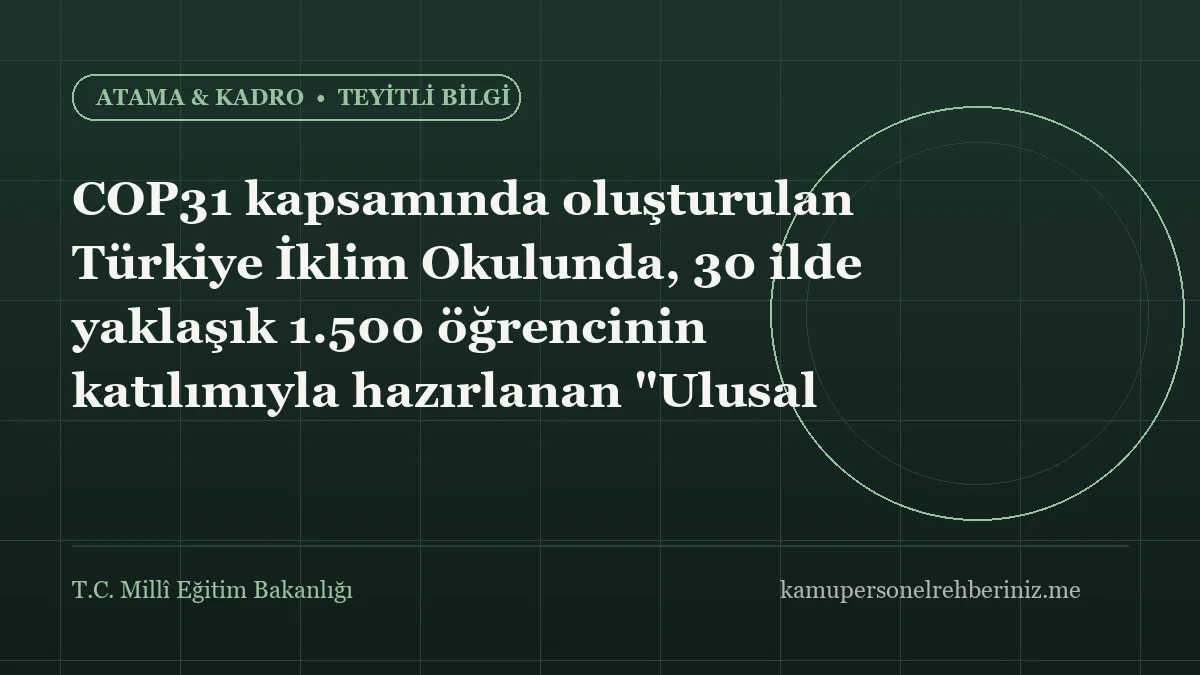 ATAMA & KADRO • TEYİTLİ BİLGİ
COP31 kapsamında oluşturulan
Türkiye İklim Okulunda, 30 ilde
yaklaşık 1.500 öğrencinin
katılımıyla hazırlanan "Ulusal
T.C. Millî Eğitim Bakanlığı
kamupersonelrehberiniz.me